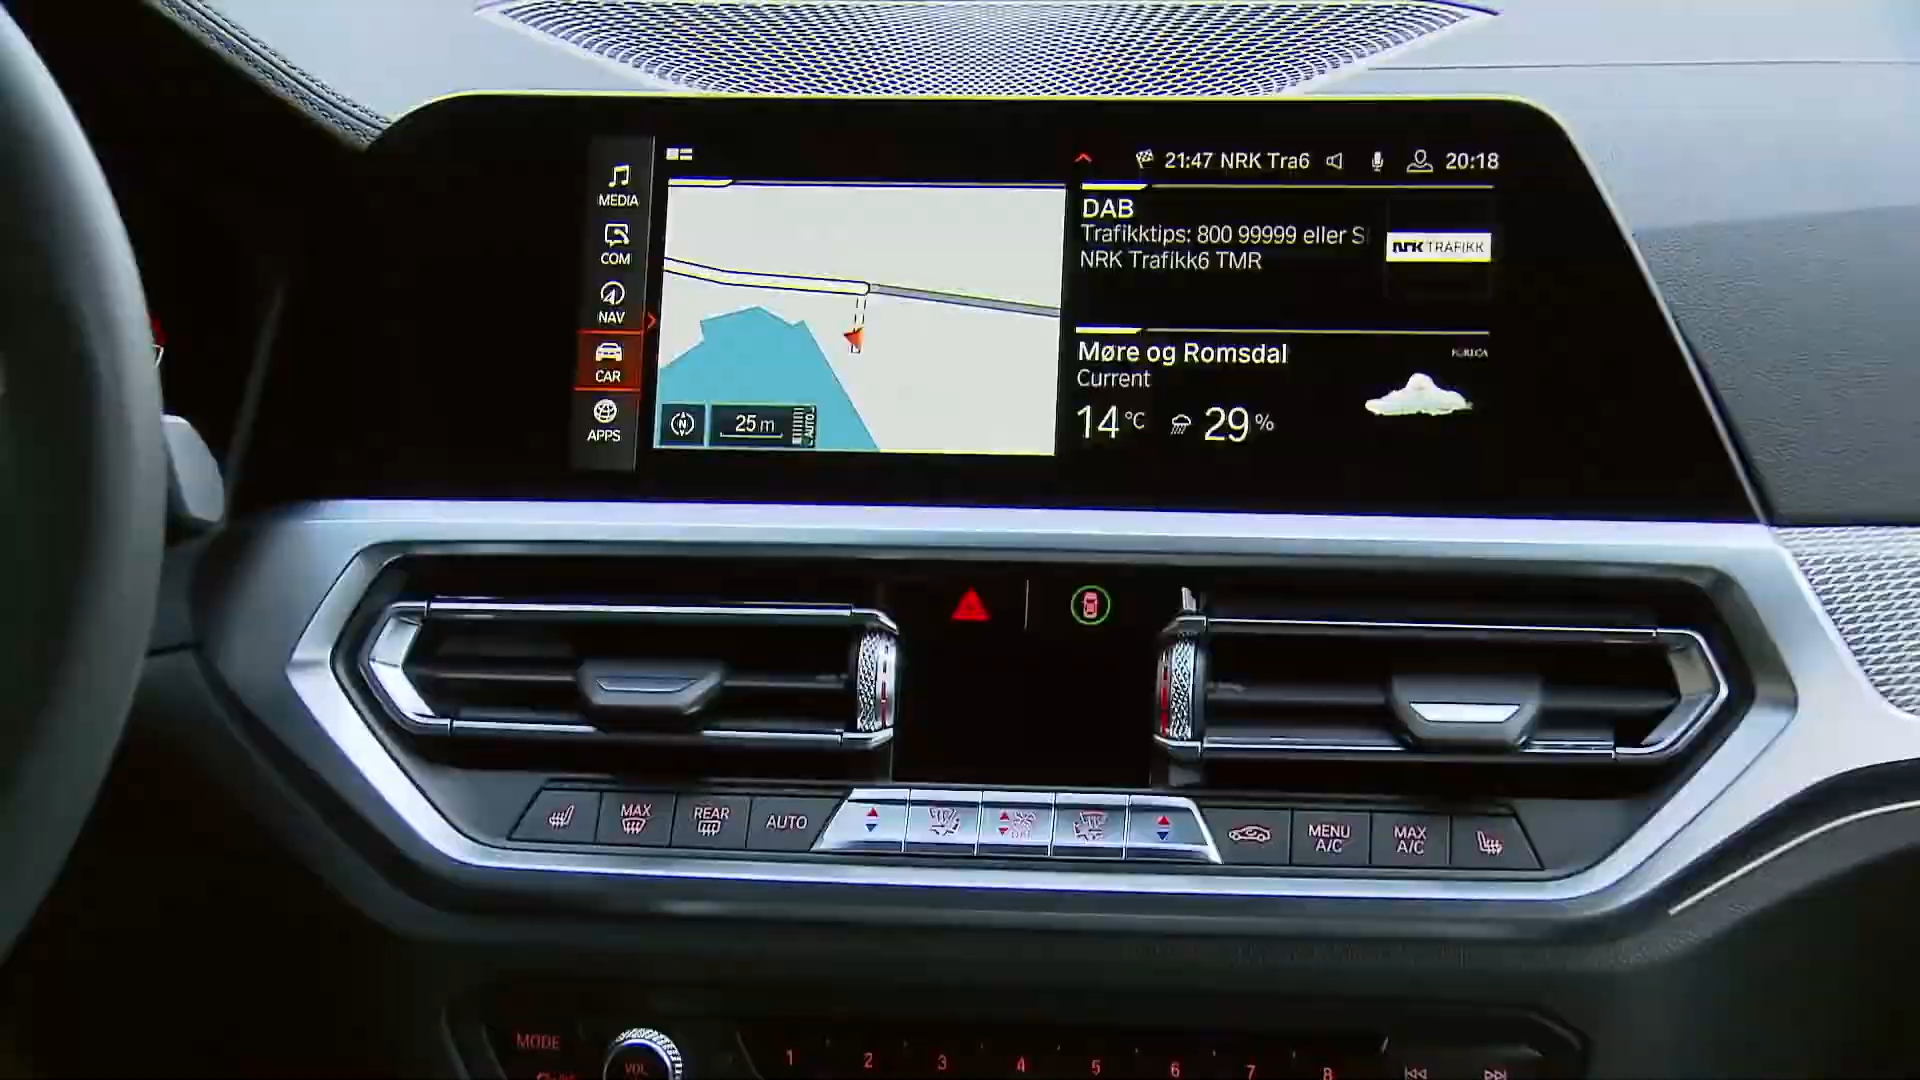 21:47 NRK Tra6 20:18
MEDIA
COM
NAV
CAR
APPS
N
25 m
AUTO
DAB
Trafikktips: 800 99999 eller S
NRK Trafikk6 TMR
NRK TRAFIKK
Møre og Romsdal
Current
14 °C 29 %
MAX
REAR
AUTO
MENU
A/C
MAX
A/C
MODE
VOL
1 2 3 4 5 6 7 8